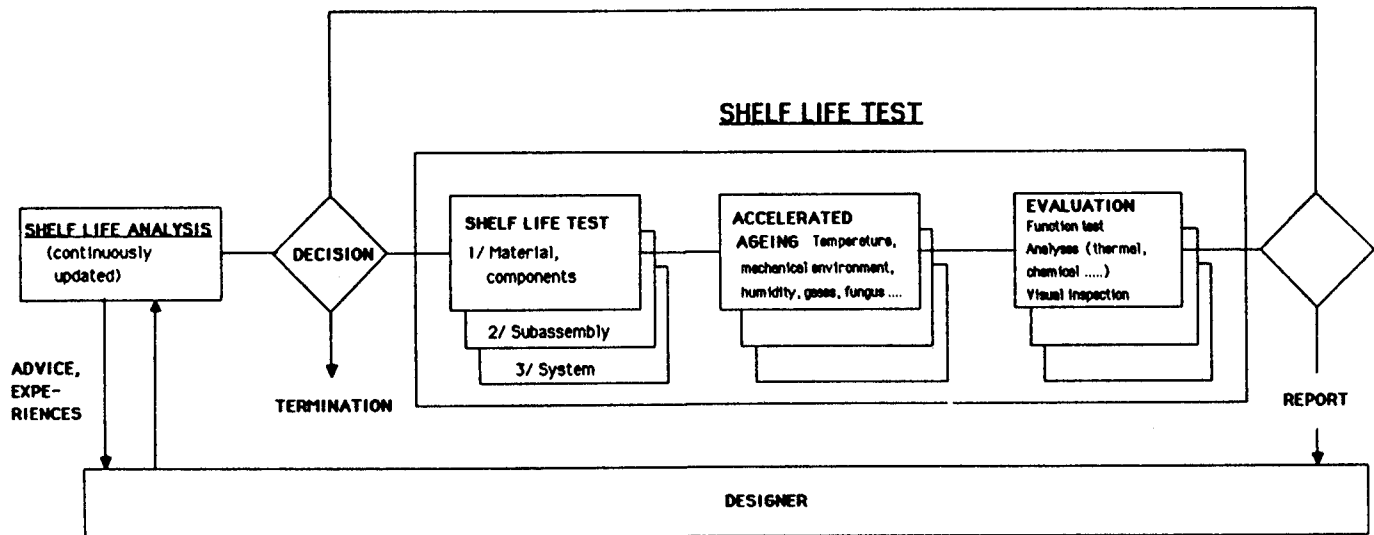 SHELF LIFE TEST
SHELF LIFE ANALYSIS
(continuously
updated)
DECISION
SHELF LIFE TEST
1/ Material,
components
2/ Subassembly
3/ System
ACCELERATED
AGEING Temperature,
mechanical environment,
humidity, gases, fungus ....
EVALUATION
Function test
Analyses (thermal,
chemical .....)
Visual inspection
ADVICE,
EXPE-
RIENCES
TERMINATION
REPORT
DESIGNER